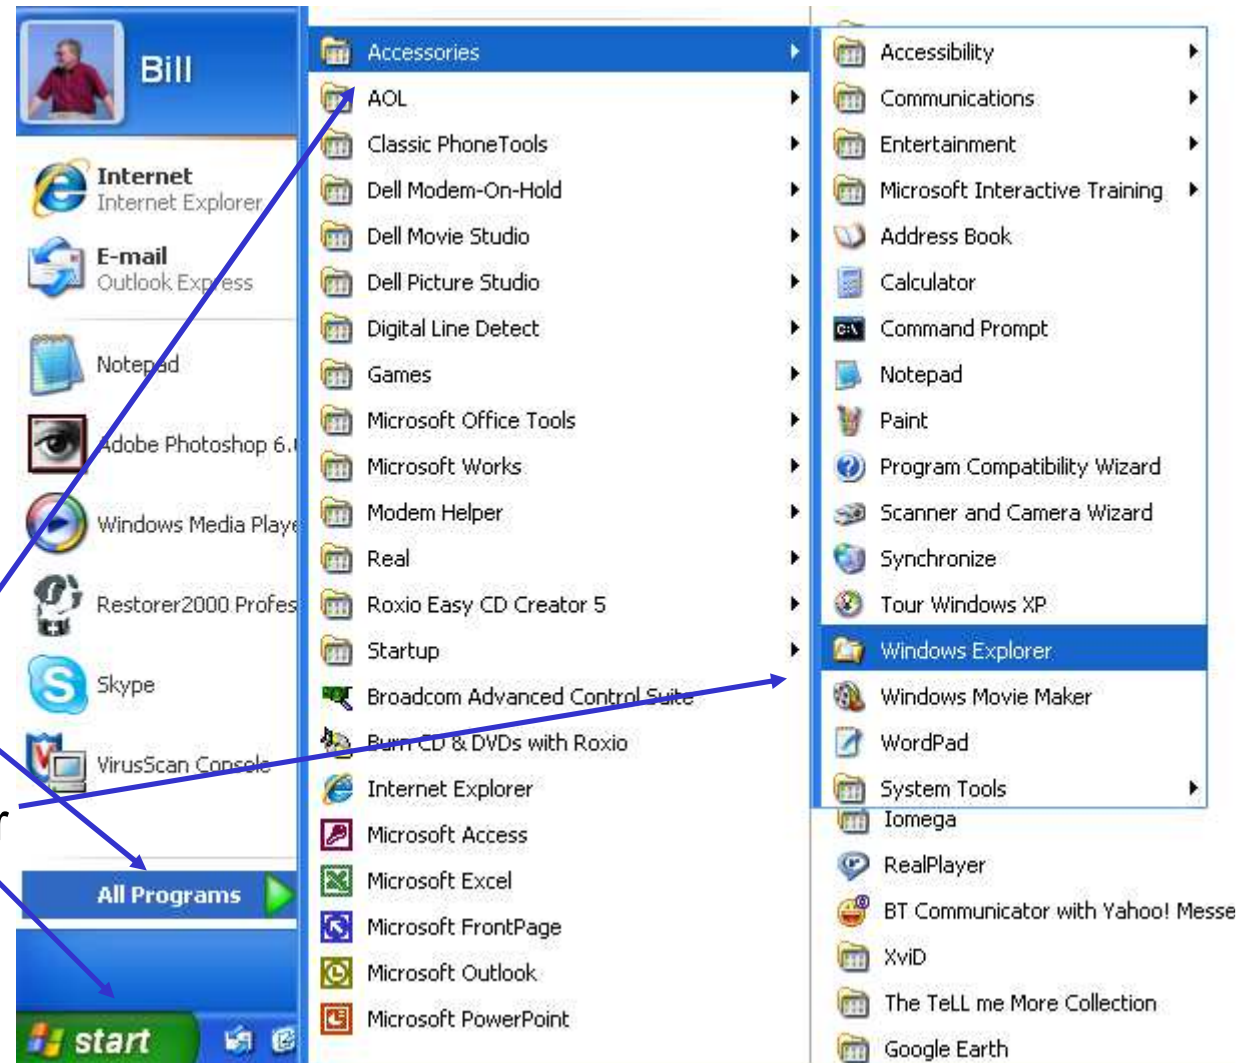 Bill
Internet
Internet Explorer
E-mail
Outlook Express
Notepad
Adobe Photoshop 6.
Windows Media Playe
Restorer2000 Profes
Skype
VirusScan Console
r
All Programs
start
Accessories
AOL
Classic PhoneTools
Dell Modem-On-Hold
Dell Movie Studio
Dell Picture Studio
Digital Line Detect
Games
Microsoft Office Tools
Microsoft Works
Modem Helper
Real
Roxio Easy CD Creator 5
Startup
Broadcom Advanced Control Suite
Burn CD & DVDs with Roxio
Internet Explorer
Microsoft Access
Microsoft Excel
Microsoft FrontPage
Microsoft Outlook
Microsoft PowerPoint
Accessibility
Communications
Entertainment
Microsoft Interactive Training
Address Book
Calculator
C:\
Command Prompt
Notepad
Paint
Program Compatibility Wizard
Scanner and Camera Wizard
Synchronize
Tour Windows XP
Windows Explorer
Windows Movie Maker
WordPad
System Tools
Iomega
RealPlayer
BT Communicator with Yahoo! Messe
XviD
The TeLL me More Collection
Google Earth